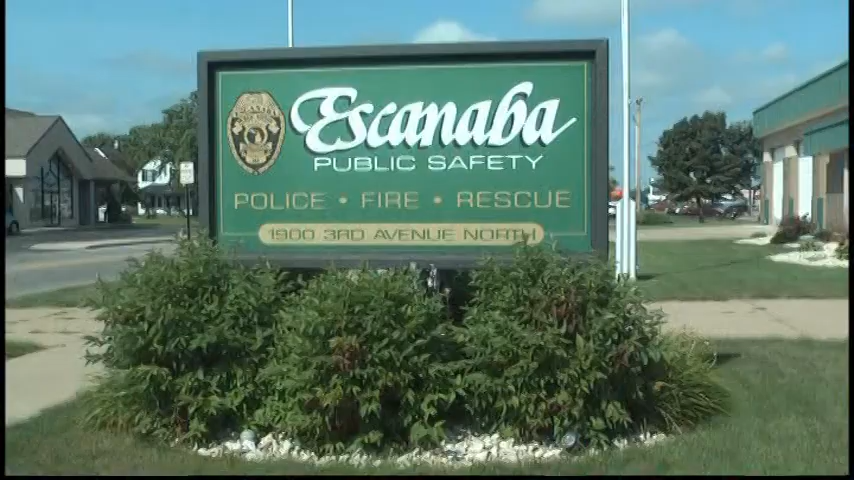 Escanaba
PUBLIC SAFETY
POLICE • FIRE • RESCUE
1900 3RD AVENUE NORTH